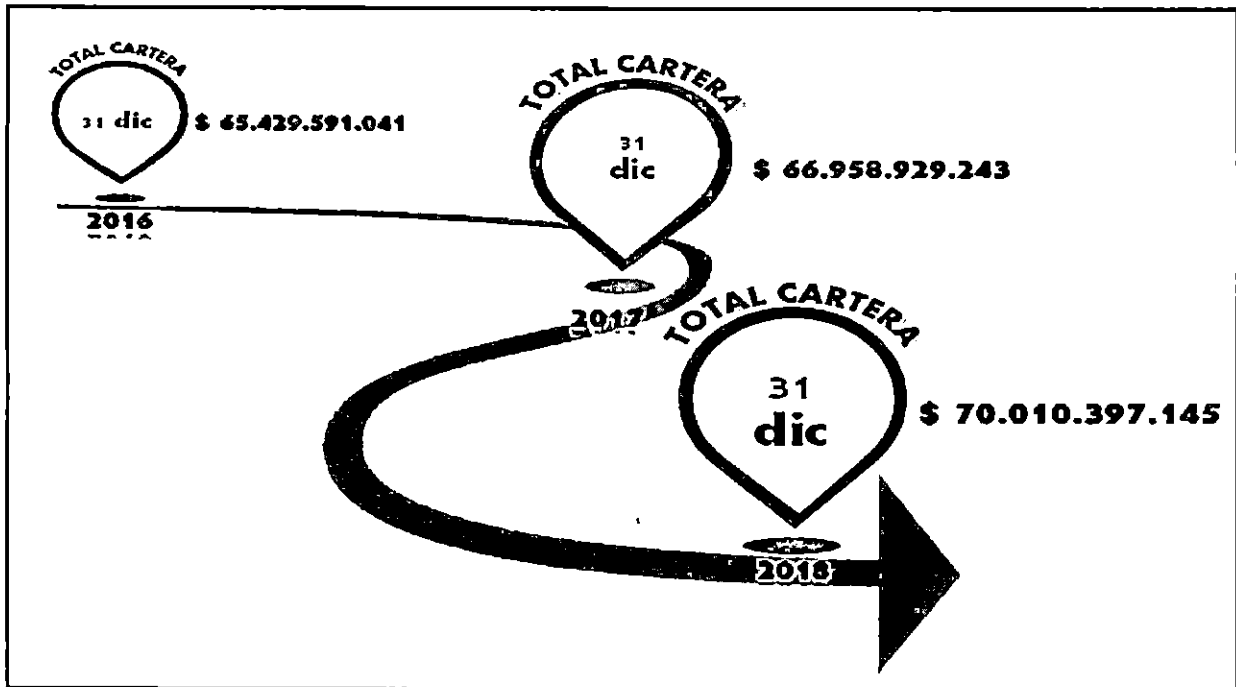 TOTAL CARTERA
31 dic
$ 65.429.591.041
2016
TOTAL CARTERA
31
dic
$ 66.958.929.243
2017
TOTAL CARTERA
31
dic
$ 70.010.397.145
2018